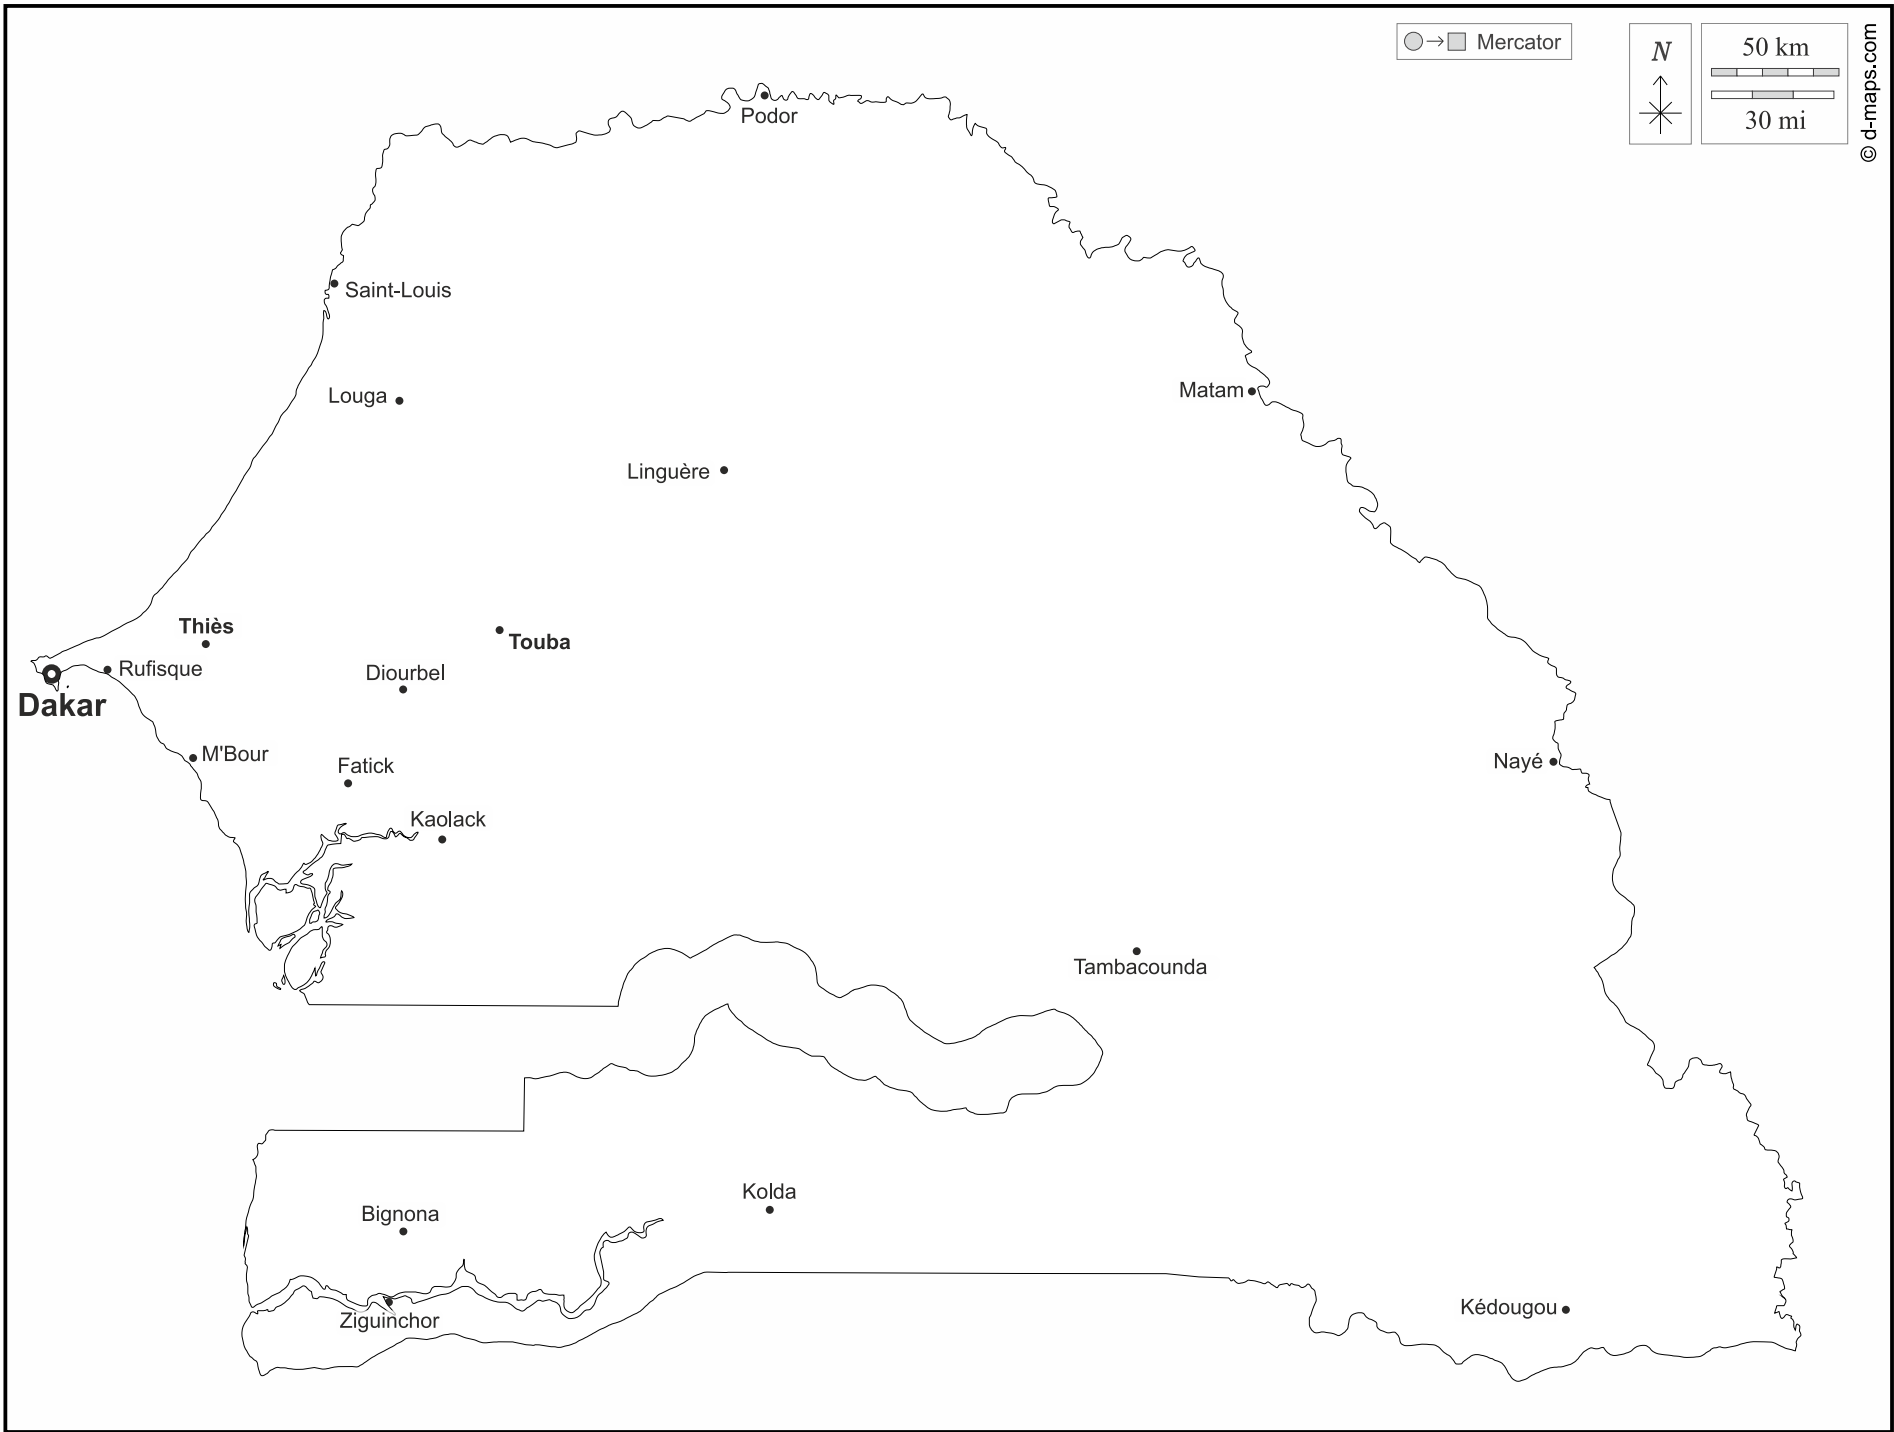 Mercator
N
50 km
30 mi
© d-maps.com
Podor
Saint-Louis
Louga
Matam
Linguère
Thiès
Touba
Rufisque
Diourbel
Dakar
M'Bour
Nayé
Fatick
Kaolack
Tambacounda
Kolda
Bignona
Kédougou
Ziguinchor